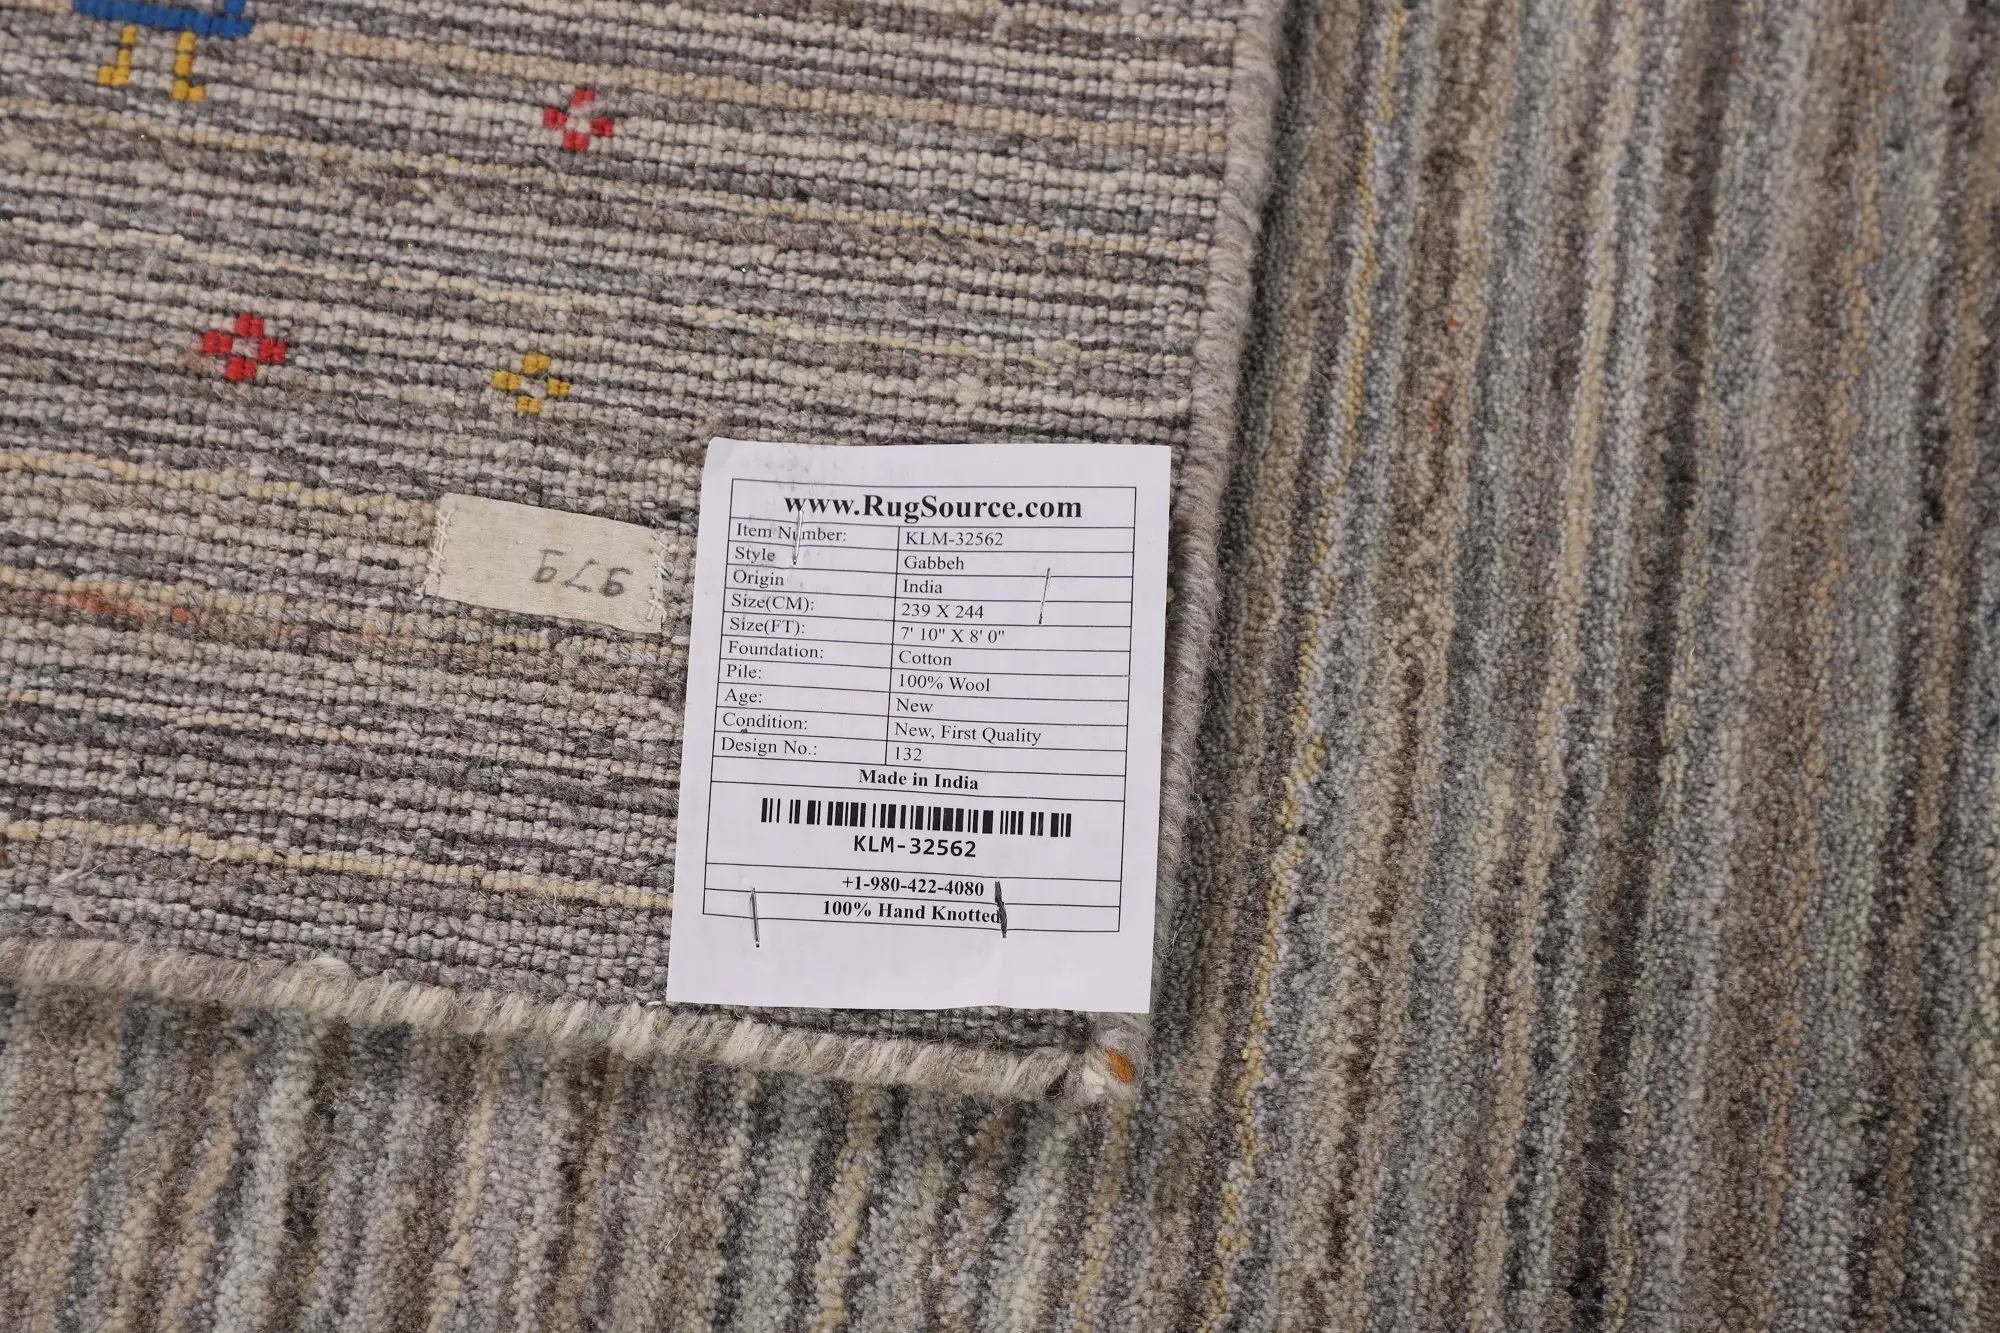 www.RugSource.com
Item Number: KLM-32562
Style Gabbeh
Origin India
Size(CM): 239 X 244
Size(FT): 7' 10" X 8' 0"
Foundation: Cotton
Pile: 100% Wool
Age: New
Condition: New, First Quality
Design No.: 132
Made in India
KLM-32562
+1-980-422-4080
100% Hand Knotted